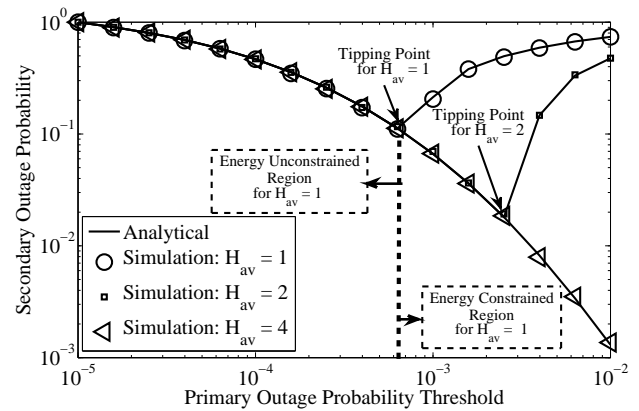 10^0
10^-1
10^-2
10^-3
Secondary Outage Probability
Tipping Point
for H_av = 1
Tipping Point
for H_av = 2
Energy Unconstrained
Region
for H_av = 1
Analytical
Simulation: H_av = 1
Simulation: H_av = 2
Simulation: H_av = 4
Energy Constrained
Region
for H_av = 1
10^-5
10^-4
10^-3
10^-2
Primary Outage Probability Threshold